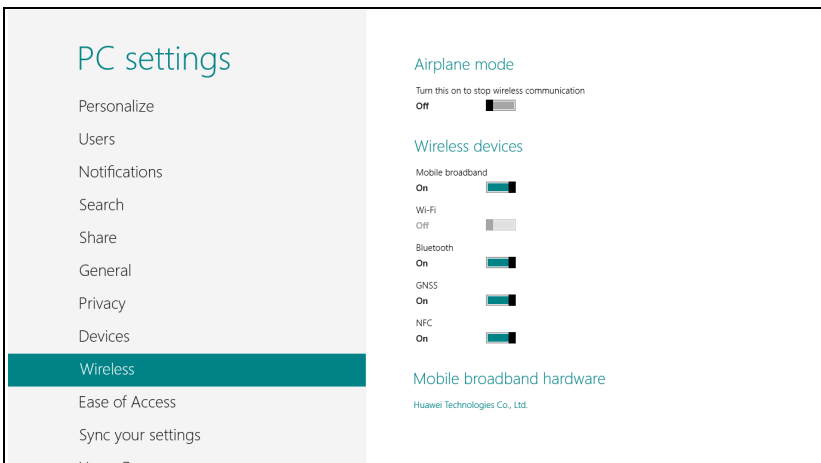 PC settings
Personalize
Users
Notifications
Search
Share
General
Privacy
Devices
Wireless
Ease of Access
Sync your settings
Airplane mode
Turn this on to stop wireless communication
Off
Wireless devices
Mobile broadband
On
Wi-Fi
Off
Bluetooth
On
GNSS
On
NFC
On
Mobile broadband hardware
Huawei Technologies Co., Ltd.